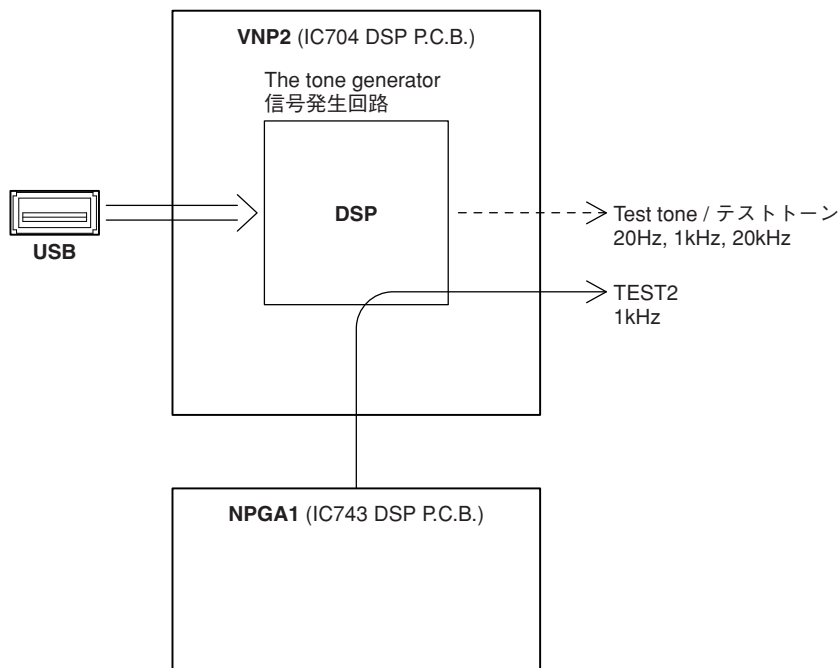 VNP2 (IC704 DSP P.C.B.)
The tone generator
信号発生回路
DSP
USB
Test tone / テストトーン
20Hz, 1kHz, 20kHz
TEST2
1kHz
NPGA1 (IC743 DSP P.C.B.)